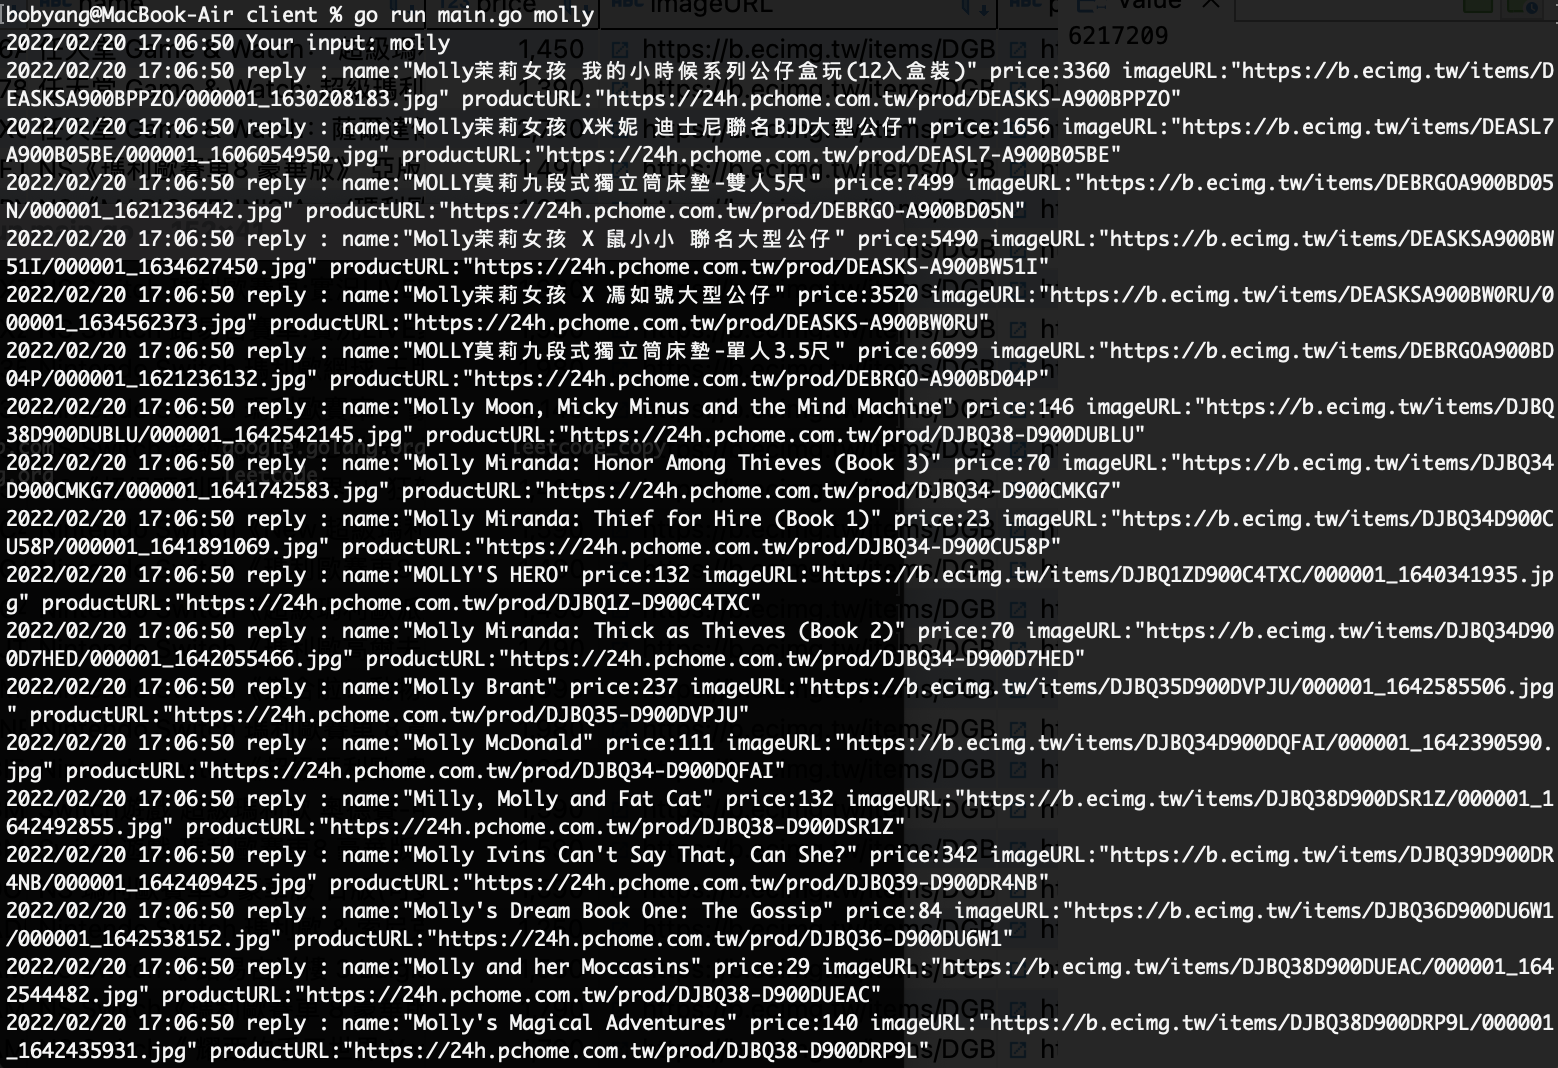 bobyang@MacBook-Air client % go run main.go molly
2022/02/20 17:06:50 Your input: molly
2022/02/20 17:06:50 reply : name:"Molly茉莉女孩 我的小時候系列公仔盒玩(12入盒裝)" price:3360 imageURL:"https://b.ecimg.tw/items/D
EASKSA900BPPZO/000001_1630208183.jpg" productURL:"https://24h.pchome.com.tw/prod/DEASKS-A900BPPZO"
2022/02/20 17:06:50 reply : name:"Molly茉莉女孩 X米妮 迪士尼聯名BJD大型公仔" price:1656 imageURL:"https://b.ecimg.tw/items/DEASL7
A900B05BE/000001_1606054950.jpg" productURL:"https://24h.pchome.com.tw/prod/DEASL7-A900B05BE"
2022/02/20 17:06:50 reply : name:"MOLLY莫莉九段式獨立筒床墊-雙人5尺" price:7499 imageURL:"https://b.ecimg.tw/items/DEBRGOA900BD05
N/000001_1621236442.jpg" productURL:"https://24h.pchome.com.tw/prod/DEBRGO-A900BD05N"
2022/02/20 17:06:50 reply : name:"Molly茉莉女孩 X 鼠小小 聯名大型公仔" price:5490 imageURL:"https://b.ecimg.tw/items/DEASKSA900BW
51I/000001_1634627450.jpg" productURL:"https://24h.pchome.com.tw/prod/DEASKS-A900BW51I"
2022/02/20 17:06:50 reply : name:"Molly茉莉女孩 X 馮如號大型公仔" price:3520 imageURL:"https://b.ecimg.tw/items/DEASKSA900BW0RU/0
00001_1634562373.jpg" productURL:"https://24h.pchome.com.tw/prod/DEASKS-A900BW0RU"
2022/02/20 17:06:50 reply : name:"MOLLY莫莉九段式獨立筒床墊-單人3.5尺" price:6099 imageURL:"https://b.ecimg.tw/items/DEBRGOA900BD
04P/000001_1621236132.jpg" productURL:"https://24h.pchome.com.tw/prod/DEBRGO-A900BD04P"
2022/02/20 17:06:50 reply : name:"Molly Moon, Micky Minus and the Mind Machine" price:146 imageURL:"https://b.ecimg.tw/items/DJBQ
38D900DUBLU/000001_1642542145.jpg" productURL:"https://24h.pchome.com.tw/prod/DJBQ38-D900DUBLU"
2022/02/20 17:06:50 reply : name:"Molly Miranda: Honor Among Thieves (Book 3)" price:70 imageURL:"https://b.ecimg.tw/items/DJBQ34
D900CMKG7/000001_1641742583.jpg" productURL:"https://24h.pchome.com.tw/prod/DJBQ34-D900CMKG7"
2022/02/20 17:06:50 reply : name:"Molly Miranda: Thief for Hire (Book 1)" price:23 imageURL:"https://b.ecimg.tw/items/DJBQ34D900C
U58P/000001_1641891069.jpg" productURL:"https://24h.pchome.com.tw/prod/DJBQ34-D900CU58P"
2022/02/20 17:06:50 reply : name:"MOLLY'S HERO" price:132 imageURL:"https://b.ecimg.tw/items/DJBQ1ZD900C4TXC/000001_1640341935.jp
g" productURL:"https://24h.pchome.com.tw/prod/DJBQ1Z-D900C4TXC"
2022/02/20 17:06:50 reply : name:"Molly Miranda: Thick as Thieves (Book 2)" price:70 imageURL:"https://b.ecimg.tw/items/DJBQ34D90
0D7HED/000001_1642055466.jpg" productURL:"https://24h.pchome.com.tw/prod/DJBQ34-D900D7HED"
2022/02/20 17:06:50 reply : name:"Molly Brant" price:237 imageURL:"https://b.ecimg.tw/items/DJBQ35D900DVPJU/000001_1642585506.jpg
" productURL:"https://24h.pchome.com.tw/prod/DJBQ35-D900DVPJU"
2022/02/20 17:06:50 reply : name:"Molly McDonald" price:111 imageURL:"https://b.ecimg.tw/items/DJBQ34D900DQFAI/000001_1642390590.
jpg" productURL:"https://24h.pchome.com.tw/prod/DJBQ34-D900DQFAI"
2022/02/20 17:06:50 reply : name:"Milly, Molly and Fat Cat" price:132 imageURL:"https://b.ecimg.tw/items/DJBQ38D900DSR1Z/000001_1
642492855.jpg" productURL:"https://24h.pchome.com.tw/prod/DJBQ38-D900DSR1Z"
2022/02/20 17:06:50 reply : name:"Molly Ivins Can't Say That, Can She?" price:342 imageURL:"https://b.ecimg.tw/items/DJBQ39D900DR
4NB/000001_1642409425.jpg" productURL:"https://24h.pchome.com.tw/prod/DJBQ39-D900DR4NB"
2022/02/20 17:06:50 reply : name:"Molly's Dream Book One: The Gossip" price:84 imageURL:"https://b.ecimg.tw/items/DJBQ36D900DU6W1
/000001_1642538152.jpg" productURL:"https://24h.pchome.com.tw/prod/DJBQ36-D900DU6W1"
2022/02/20 17:06:50 reply : name:"Molly and her Moccasins" price:29 imageURL:"https://b.ecimg.tw/items/DJBQ38D900DUEAC/000001_164
2544482.jpg" productURL:"https://24h.pchome.com.tw/prod/DJBQ38-D900DUEAC"
2022/02/20 17:06:50 reply : name:"Molly's Magical Adventures" price:140 imageURL:"https://b.ecimg.tw/items/DJBQ38D900DRP9L/000001
_1642435931.jpg" productURL:"https://24h.pchome.com.tw/prod/DJBQ38-D900DRP9L"
6217209